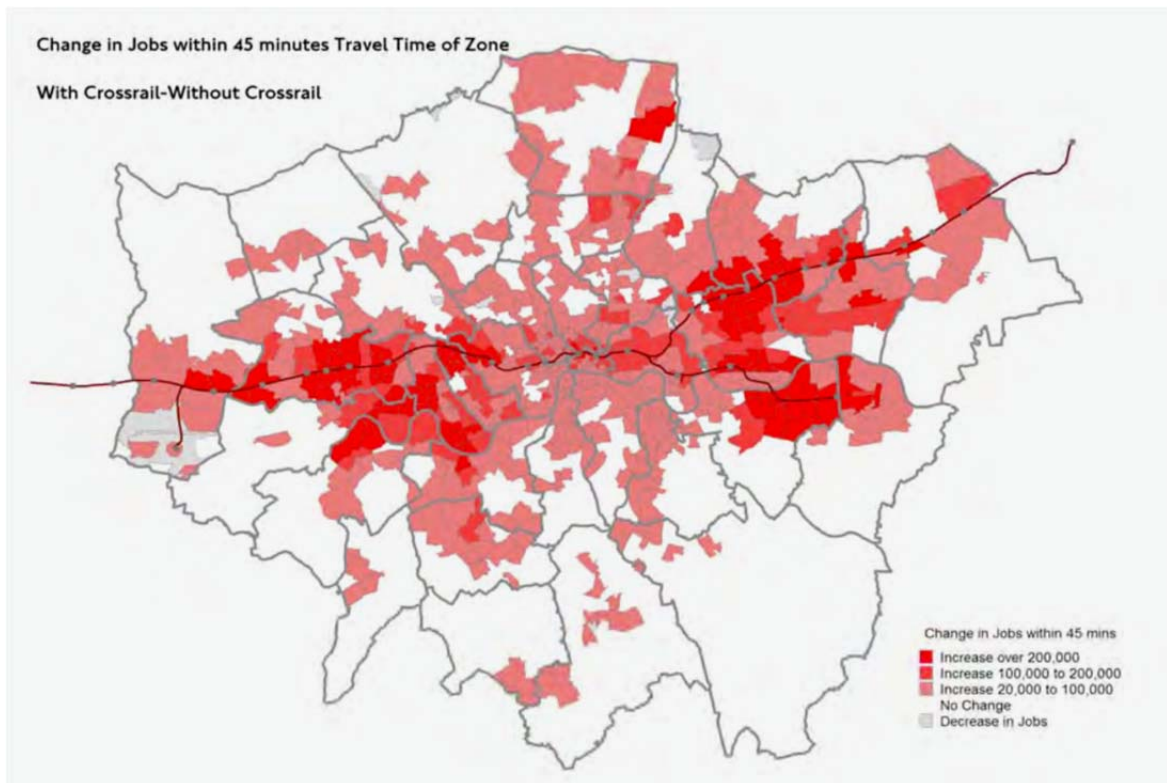 Change in Jobs within 45 minutes Travel Time of Zone
With Crossrail-Without Crossrail
Change in Jobs within 45 mins
Increase over 200,000
Increase 100,000 to 200,000
Increase 20,000 to 100,000
No Change
Decrease in Jobs